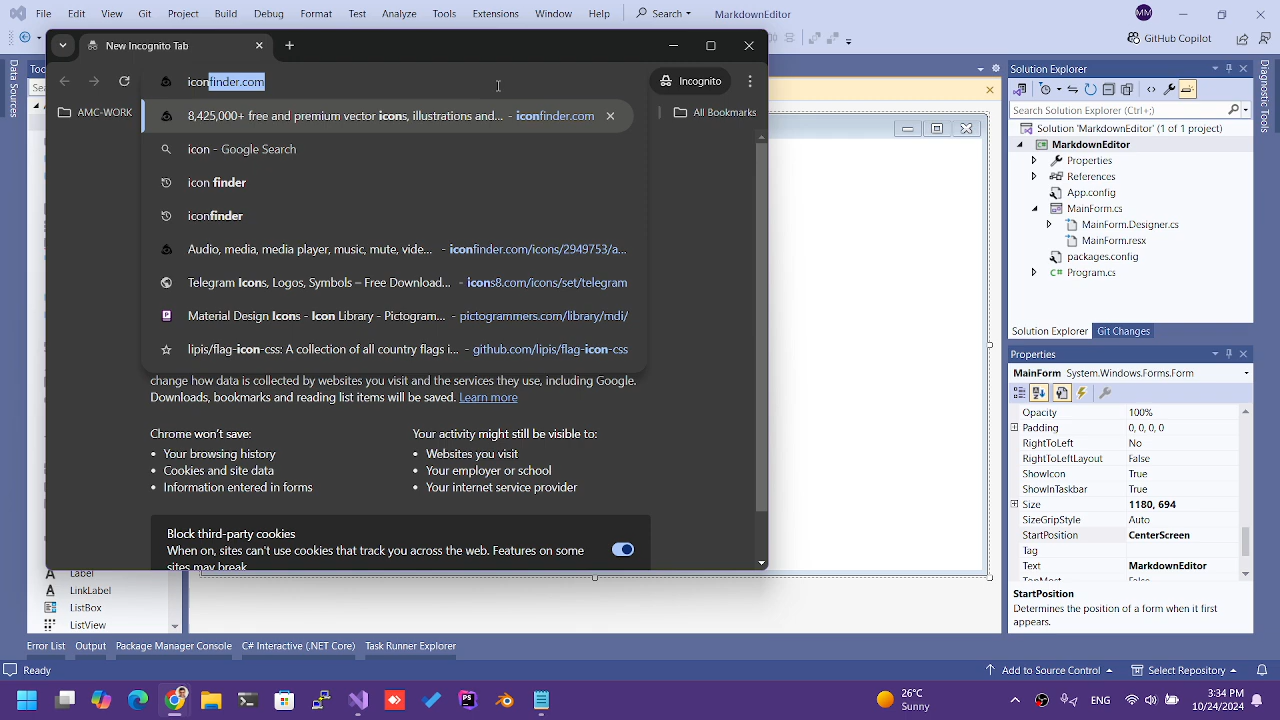 File Edit View Git Project Build Debug Format Test Analyze Tools Extensions Window Help Search MarkdownEditor MM
GitHub Copilot
New Incognito Tab
iconfinder.com
Incognito
AMC-WORK
All Bookmarks
8,425,000+ free and premium vector icons, illustrations and... - iconfinder.com
icon - Google Search
icon finder
iconfinder
Audio, media, media player, music, mute, vide... - iconfinder.com/icons/2949753/a...
Telegram Icons, Logos, Symbols – Free Download... - icons8.com/icons/set/telegram
Material Design Icons - Icon Library - Pictogram... - pictogrammers.com/library/mdi/
lipis/flag-icon-css: A collection of all country flags i... - github.com/lipis/flag-icon-css
change how data is collected by websites you visit and the services they use, including Google.
Downloads, bookmarks and reading list items will be saved. Learn more
Chrome won't save:
• Your browsing history
• Cookies and site data
• Information entered in forms
Your activity might still be visible to:
• Websites you visit
• Your employer or school
• Your internet service provider
Block third-party cookies
When on, sites can't use cookies that track you across the web. Features on some
sites may break.
Data Sources
Label
LinkLabel
ListBox
ListView
Solution Explorer
Search Solution Explorer (Ctrl+;)
Solution 'MarkdownEditor' (1 of 1 project)
MarkdownEditor
Properties
References
App.config
MainForm.cs
MainForm.Designer.cs
MainForm.resx
packages.config
Program.cs
Solution Explorer Git Changes
Diagnostic Tools
Properties
MainForm System.Windows.Forms.Form
Opacity 100%
Padding 0, 0, 0, 0
RightToLeft No
RightToLeftLayout False
ShowIcon True
ShowInTaskbar True
Size 1180, 694
SizeGripStyle Auto
StartPosition CenterScreen
Tag
Text MarkdownEditor
StartPosition
Determines the position of a form when it first
appears.
Error List Output Package Manager Console C# Interactive (.NET Core) Task Runner Explorer
Ready
Add to Source Control Select Repository
26°C
Sunny
ENG
3:34 PM
10/24/2024